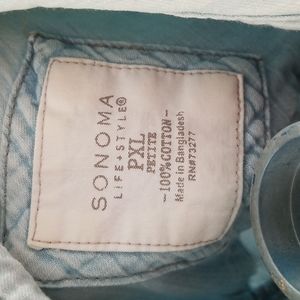 SONOMA
LIFE + STYLE®
PXL
PETITE
-100% COTTON-
Made in Bangladesh
RN#73277